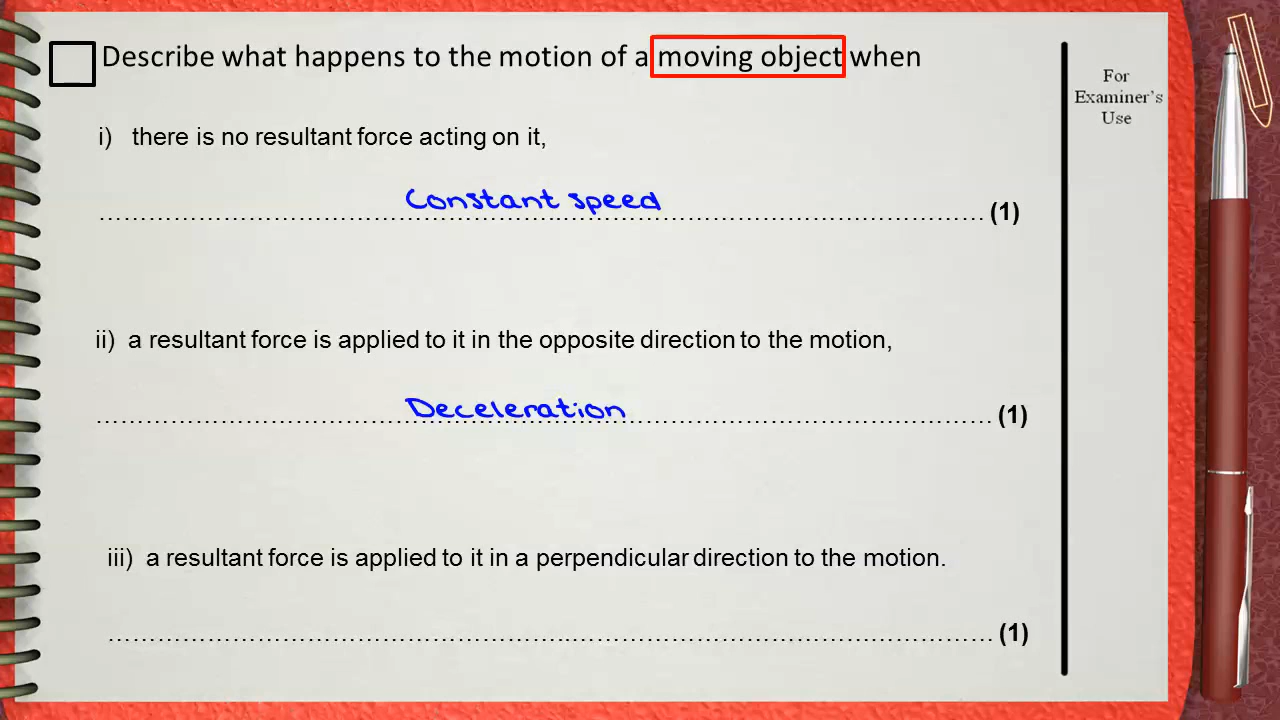 Describe what happens to the motion of a moving object when
For
Examiner's
Use
i) there is no resultant force acting on it,
Constant speed
(1)
ii) a resultant force is applied to it in the opposite direction to the motion,
Deceleration
(1)
iii) a resultant force is applied to it in a perpendicular direction to the motion.
(1)